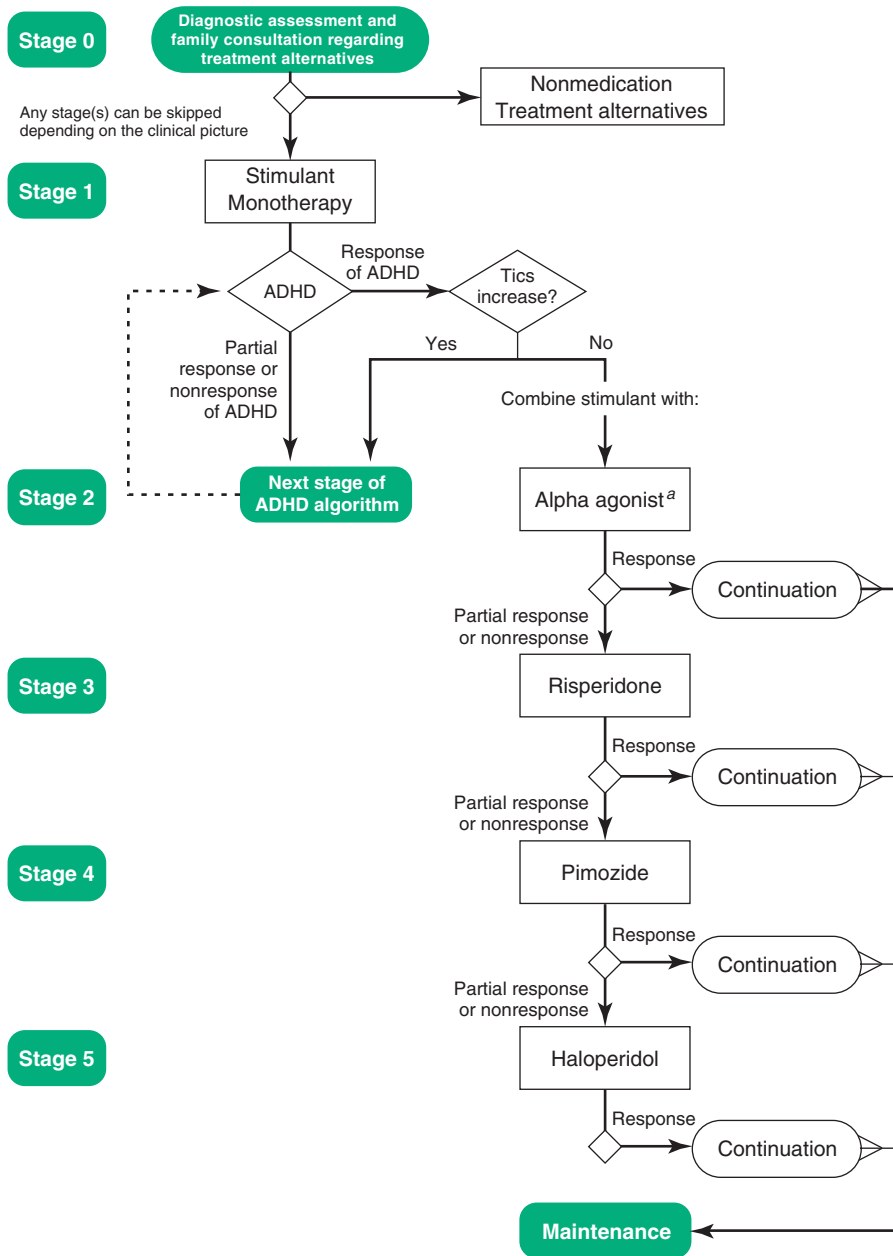 Stage 0
Diagnostic assessment and
family consultation regarding
treatment alternatives
Nonmedication
Treatment alternatives
Any stage(s) can be skipped
depending on the clinical picture
Stage 1
Stimulant
Monotherapy
ADHD
Response
of ADHD
Tics
increase?
Partial
response or
nonresponse
of ADHD
Yes
No
Combine stimulant with:
Stage 2
Next stage of
ADHD algorithm
Alpha agonist a
Response
Continuation
Partial response
or nonresponse
Stage 3
Risperidone
Response
Continuation
Partial response
or nonresponse
Stage 4
Pimozide
Response
Continuation
Partial response
or nonresponse
Stage 5
Haloperidol
Response
Continuation
Maintenance